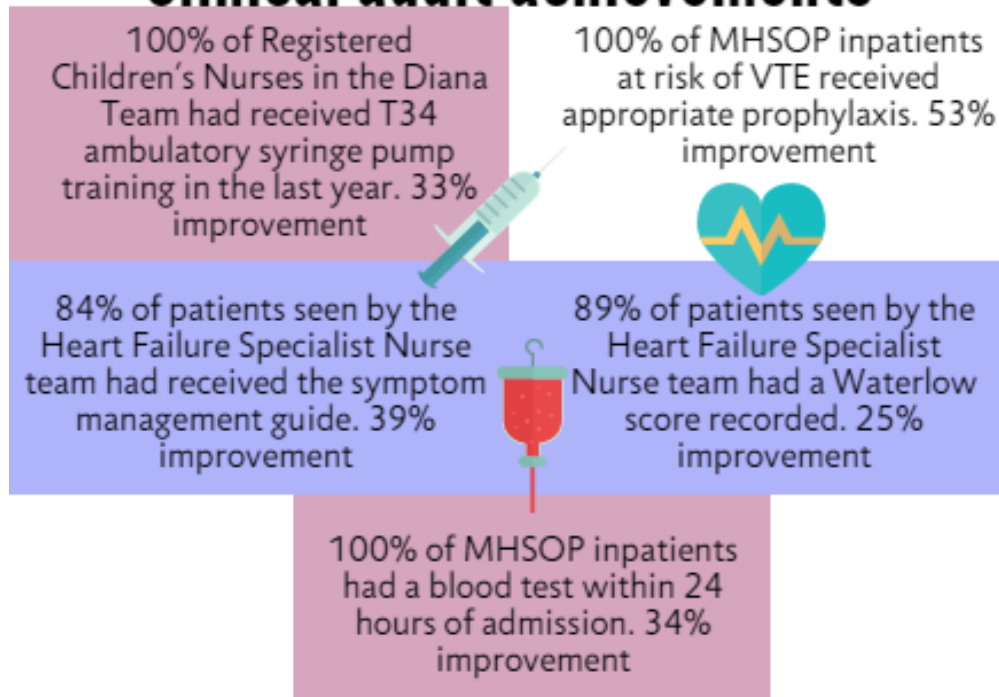 clinical audit achievements
100% of Registered
Children's Nurses in the Diana
Team had received T34
ambulatory syringe pump
training in the last year. 33%
improvement
100% of MHSOP inpatients
at risk of VTE received
appropriate prophylaxis. 53%
improvement
84% of patients seen by the
Heart Failure Specialist Nurse
team had received the symptom
management guide. 39%
improvement
89% of patients seen by the
Heart Failure Specialist
Nurse team had a Waterlow
score recorded. 25%
improvement
100% of MHSOP inpatients
had a blood test within 24
hours of admission. 34%
improvement